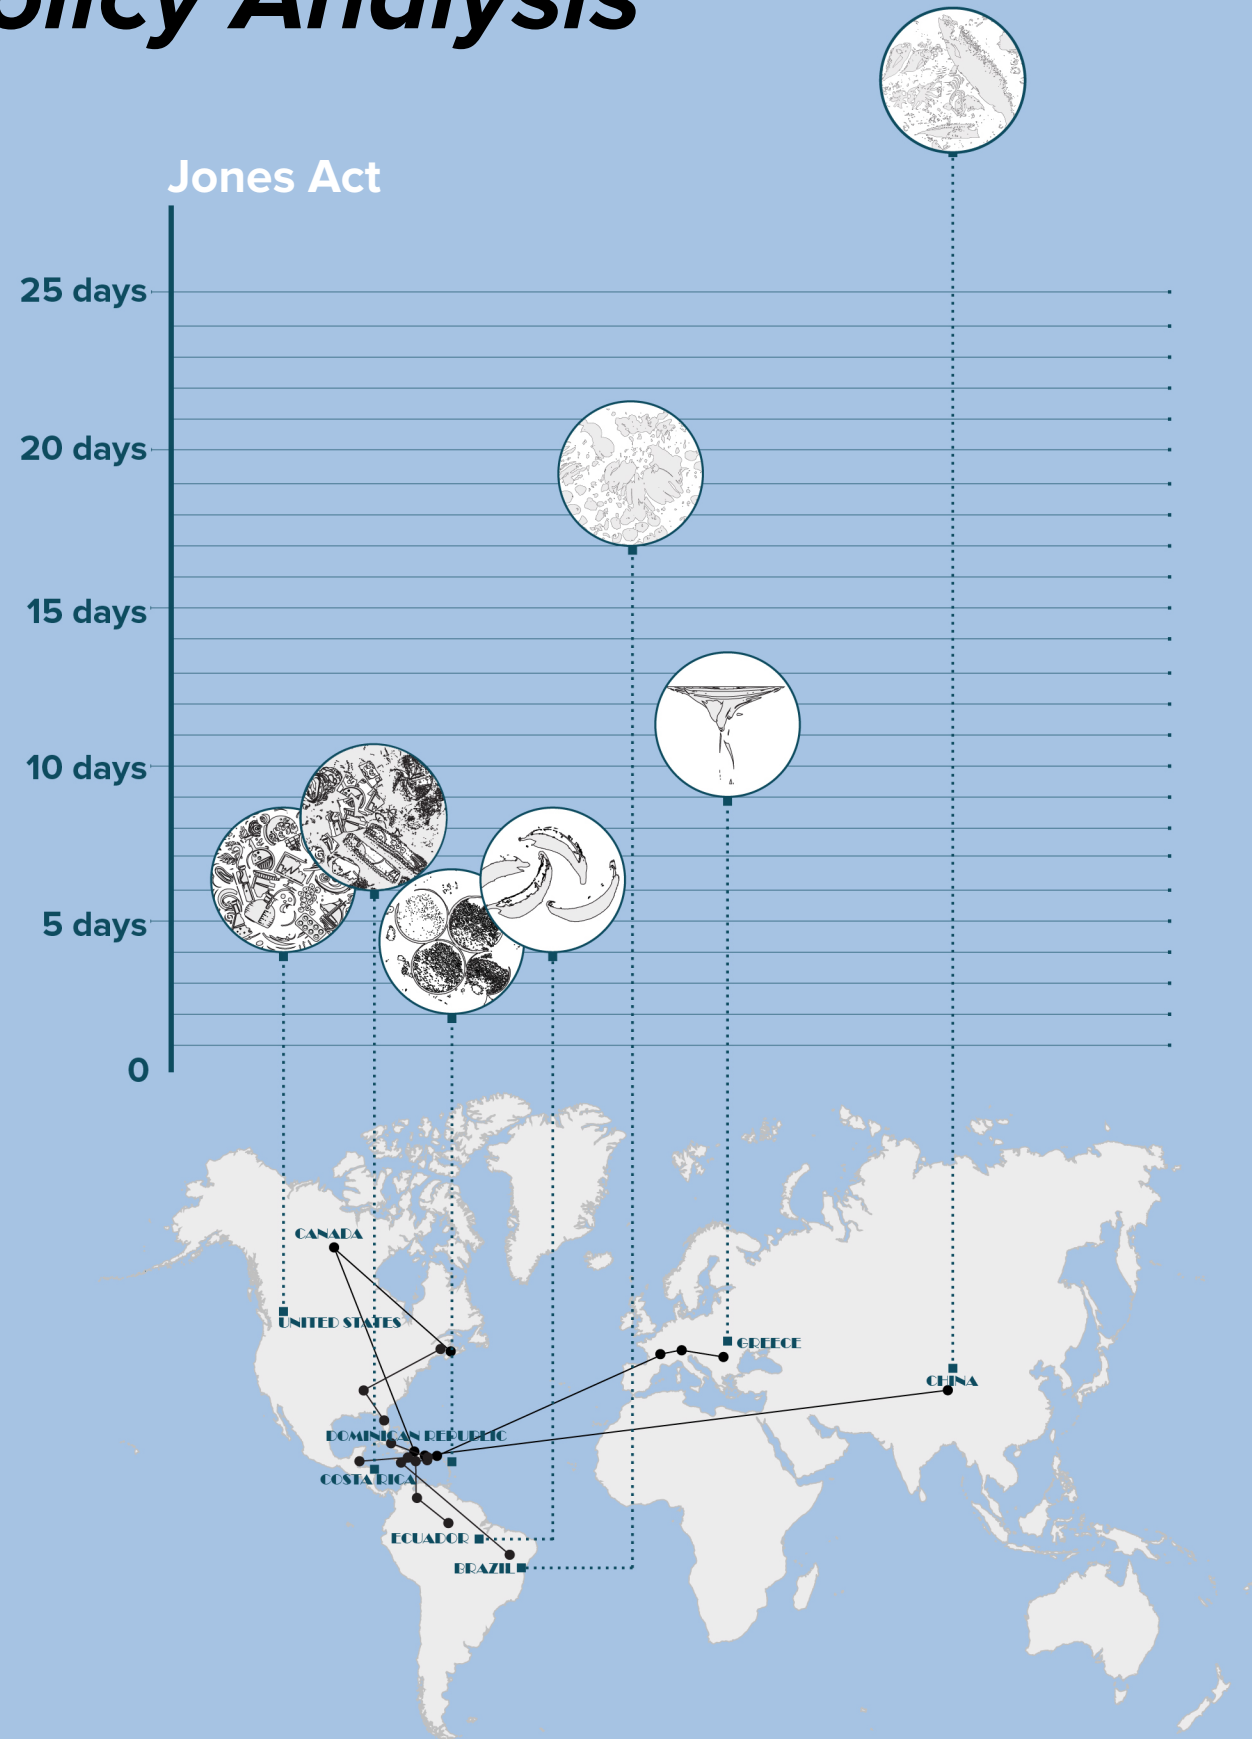 olicy Analysis
Jones Act
25 days
20 days
15 days
10 days
5 days
0
CANADA
UNITED STATES
GREECE
CHINA
DOMINICAN REPUBLIC
COSTA RICA
ECUADOR
BRAZIL